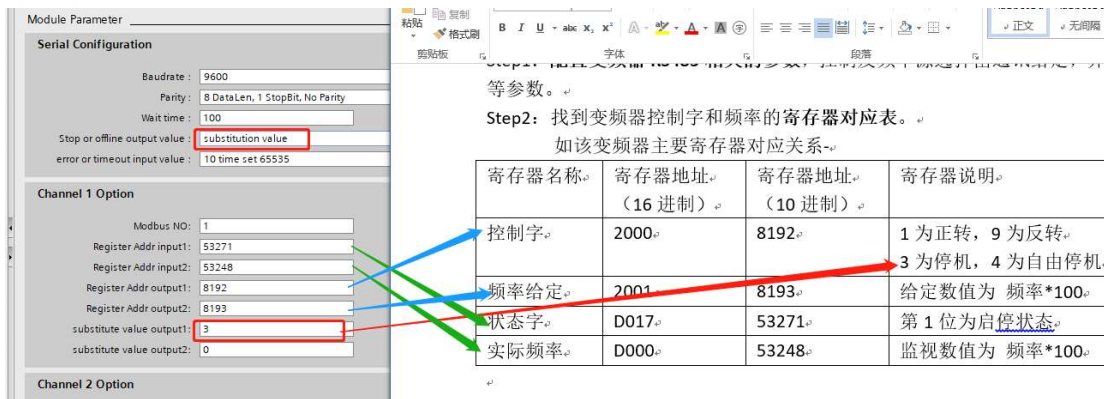 Module Parameter
Serial Conifiguration
Baudrate : 9600
Parity: 8 DataLen, 1 StopBit, No Parity
Wait time : 100
Stop or offline output value : substitution value
error or timeout input value : 10 time set 65535
Channel 1 Option
Modbus NO: 1
Register Addr input1: 53271
Register Addr input2: 53248
Register Addr output1: 8192
Register Addr output2: 8193
substitute value output1: 3
substitute value output2: 0
Channel 2 Option
粘贴
复制
格式刷
剪贴板
B I U abc X₂ X² A A A
字体
段落
正文
无间隔
等参数。
Step2：找到变频器控制字和频率的寄存器对应表。
如该变频器主要寄存器对应关系-
寄存器名称 寄存器地址（16 进制） 寄存器地址（10 进制） 寄存器说明
控制字 2000 8192 1 为正转，9 为反转
3 为停机，4 为自由停机
频率给定 2001 8193 给定数值为 频率*100
状态字 D017 53271 第 1 位为启停状态
实际频率 D000 53248 监视数值为 频率*100